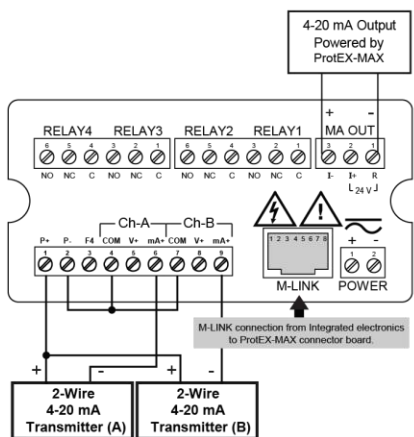 4-20 mA Output
Powered by
ProtEX-MAX
+ -
RELAY4 RELAY3 RELAY2 RELAY1 MA OUT
6 5 4 3 2 1 6 5 4 3 2 1 3 2 1
NO NC C NO NC C NO NC C NO NC C I- I+ R
24 V
Ch-A Ch-B
P+ P- F4 COM V+ mA+ COM V+ mA+
1 2 3 4 5 6 7 8 9
1 2 3 4 5 6 7 8
+ -
1 2
M-LINK POWER
M-LINK connection from Integrated electronics
to ProtEX-MAX connector board.
+ - + -
2-Wire
4-20 mA
Transmitter (A)
2-Wire
4-20 mA
Transmitter (B)